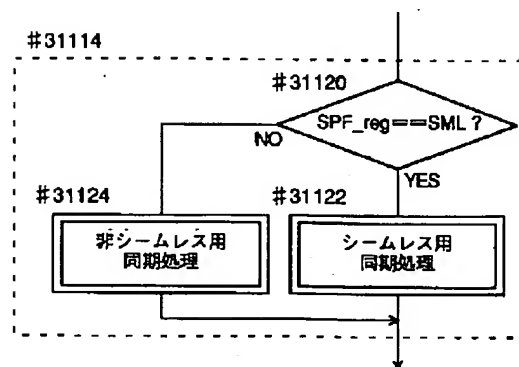 #31114
#31120
SPF_reg==SML?
NO
YES
#31124
#31122
非シームレス用
同期処理
シームレス用
同期処理